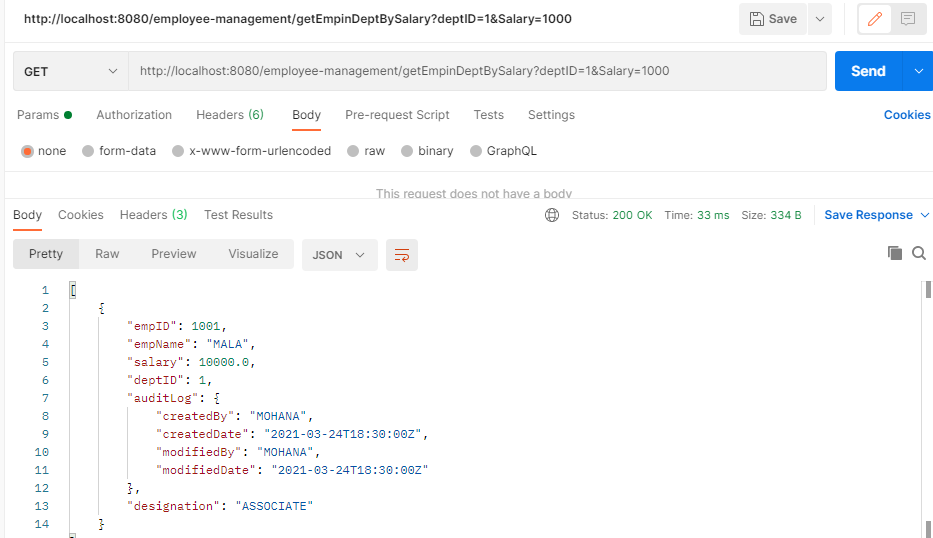 http://localhost:8080/employee-management/getEmpinDeptBySalary?deptID=1&Salary=1000
Save
GET
http://localhost:8080/employee-management/getEmpinDeptBySalary?deptID=1&Salary=1000
Send
Params
Authorization
Headers (6)
Body
Pre-request Script
Tests
Settings
Cookies
none
form-data
x-www-form-urlencoded
raw
binary
GraphQL
This request does not have a body
Body
Cookies
Headers (3)
Test Results
Status: 200 OK
Time: 33 ms
Size: 334 B
Save Response
Pretty
Raw
Preview
Visualize
JSON
1 [
2 {
3 "empID": 1001,
4 "empName": "MALA",
5 "salary": 10000.0,
6 "deptID": 1,
7 "auditLog": {
8 "createdBy": "MOHANA",
9 "createdDate": "2021-03-24T18:30:00Z",
10 "modifiedBy": "MOHANA",
11 "modifiedDate": "2021-03-24T18:30:00Z"
12 },
13 "designation": "ASSOCIATE"
14 }